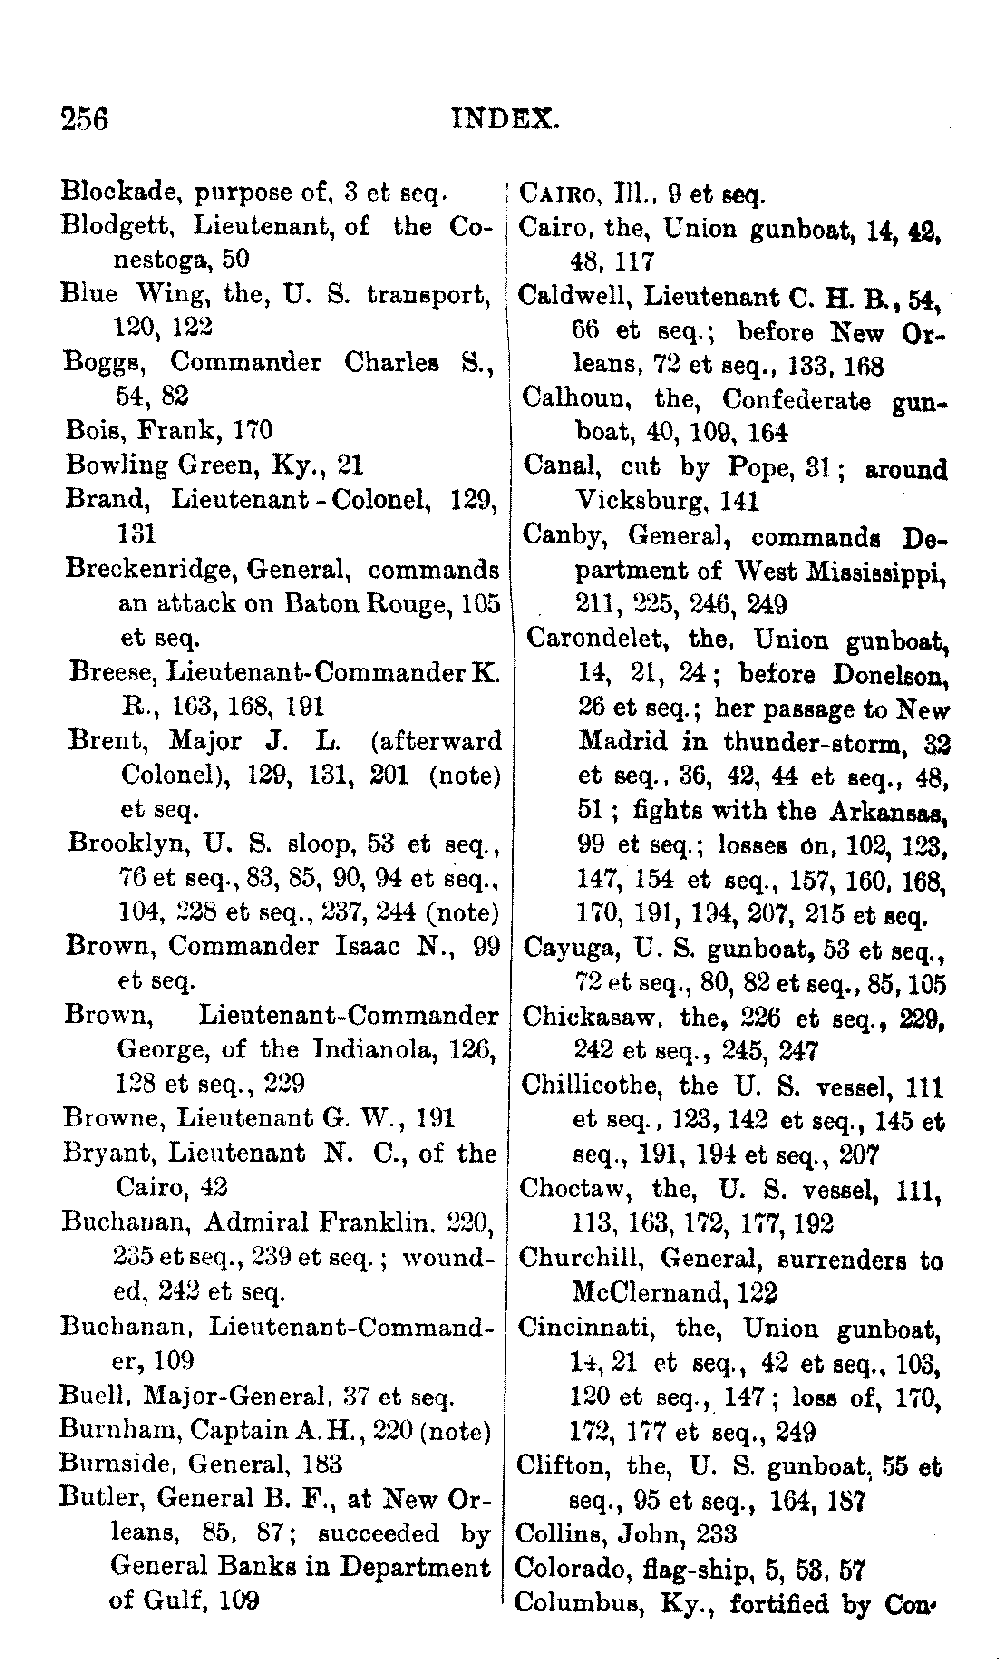 256
INDEX.
Blockade, purpose of, 3 et seq.
Blodgett, Lieutenant, of the Co-
nestoga, 50
Blue Wing, the, U. S. transport,
120, 122
Boggs, Commander Charles S.,
54, 82
Bois, Frank, 170
Bowling Green, Ky., 21
Brand, Lieutenant-Colonel, 129,
131
Breckenridge, General, commands
an attack on Baton Rouge, 105
et seq.
Breese, Lieutenant-Commander K.
R., 163, 168, 191
Brent, Major J. L. (afterward
Colonel), 129, 131, 201 (note)
et seq.
Brooklyn, U. S. sloop, 53 et seq.,
76 et seq., 83, 85, 90, 94 et seq.,
104, 228 et seq., 237, 244 (note)
Brown, Commander Isaac N., 99
et seq.
Brown, Lieutenant-Commander
George, of the Indianola, 126,
128 et seq., 229
Browne, Lieutenant G. W., 191
Bryant, Lieutenant N. C., of the
Cairo, 42
Buchanan, Admiral Franklin, 220,
235 et seq., 239 et seq.; wound-
ed, 242 et seq.
Buchanan, Lieutenant-Command-
er, 109
Buell, Major-General, 37 et seq.
Burnham, Captain A. H., 220 (note)
Burnside, General, 183
Butler, General B. F., at New Or-
leans, 85, 87; succeeded by
General Banks in Department
of Gulf, 109
CAIRO, Ill., 9 et seq.
Cairo, the, Union gunboat, 14, 42,
48, 117
Caldwell, Lieutenant C. H. B., 54,
66 et seq.; before New Or-
leans, 72 et seq., 133, 168
Calhoun, the, Confederate gun-
boat, 40, 109, 164
Canal, cut by Pope, 31; around
Vicksburg, 141
Canby, General, commands De-
partment of West Mississippi,
211, 225, 246, 249
Carondelet, the, Union gunboat,
14, 21, 24; before Donelson,
26 et seq.; her passage to New
Madrid in thunder-storm, 32
et seq., 36, 42, 44 et seq., 48,
51; fights with the Arkansas,
99 et seq.; losses on, 102, 123,
147, 154 et seq., 157, 160, 168,
170, 191, 194, 207, 215 et seq.
Cayuga, U. S. gunboat, 53 et seq.,
72 et seq., 80, 82 et seq., 85, 105
Chickasaw, the, 226 et seq., 229,
242 et seq., 245, 247
Chillicothe, the U. S. vessel, 111
et seq., 123, 142 et seq., 145 et
seq., 191, 194 et seq., 207
Choctaw, the, U. S. vessel, 111,
113, 163, 172, 177, 192
Churchill, General, surrenders to
McClernand, 122
Cincinnati, the, Union gunboat,
14, 21 et seq., 42 et seq., 103,
120 et seq., 147; loss of, 170,
172, 177 et seq., 249
Clifton, the, U. S. gunboat, 55 et
seq., 95 et seq., 164, 187
Collins, John, 233
Colorado, flag-ship, 5, 53, 57
Columbus, Ky., fortified by Con-